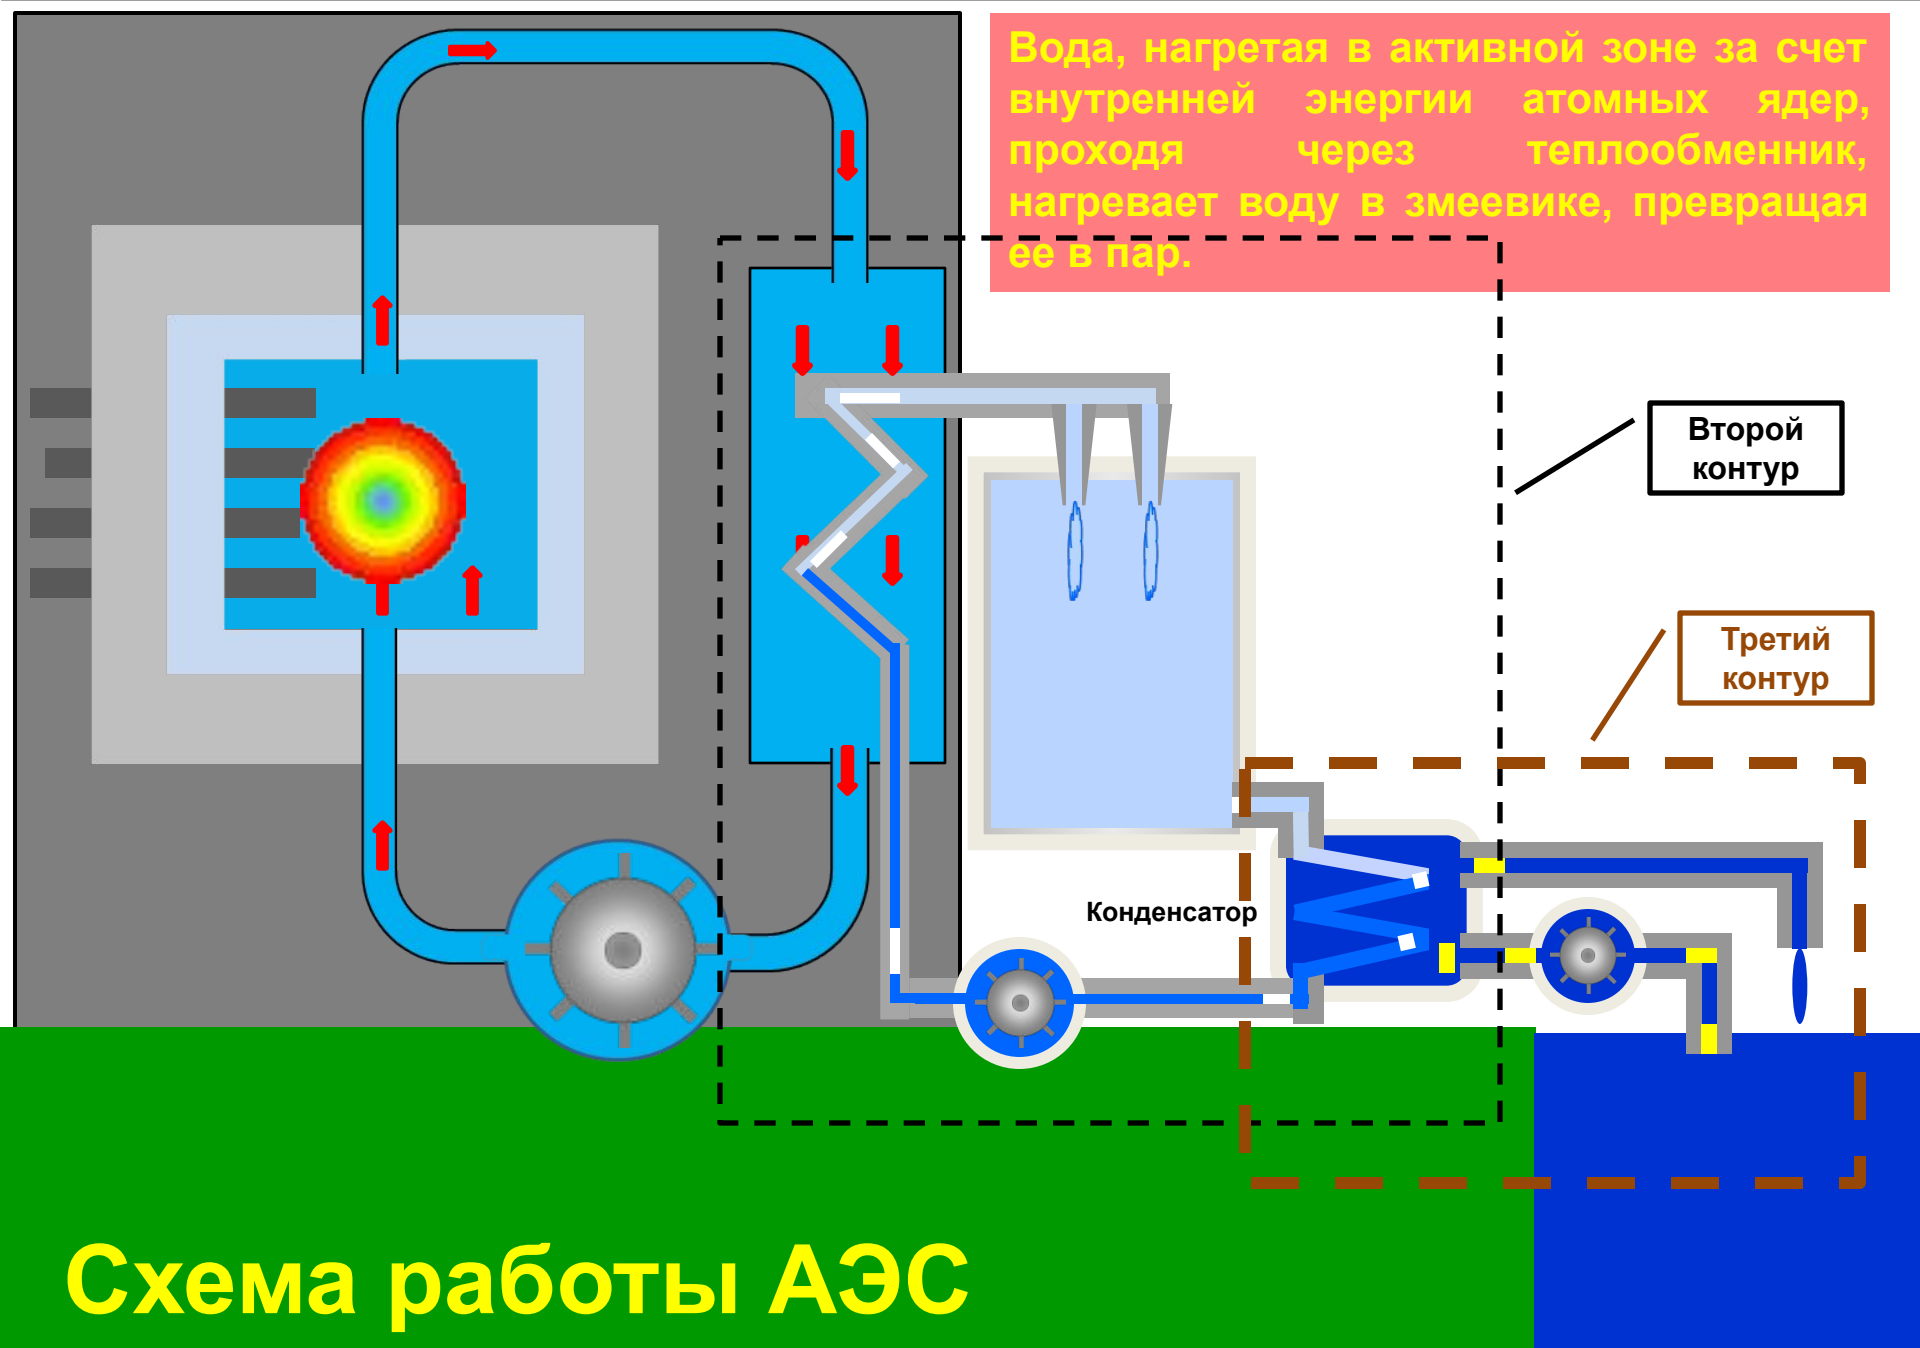 Вода, нагретая в активной зоне за счет
внутренней энергии атомных ядер,
проходя через теплообменник,
нагревает воду в змеевике, превращая
ее в пар.
Второй
контур
Третий
контур
Конденсатор
Схема работы АЭС